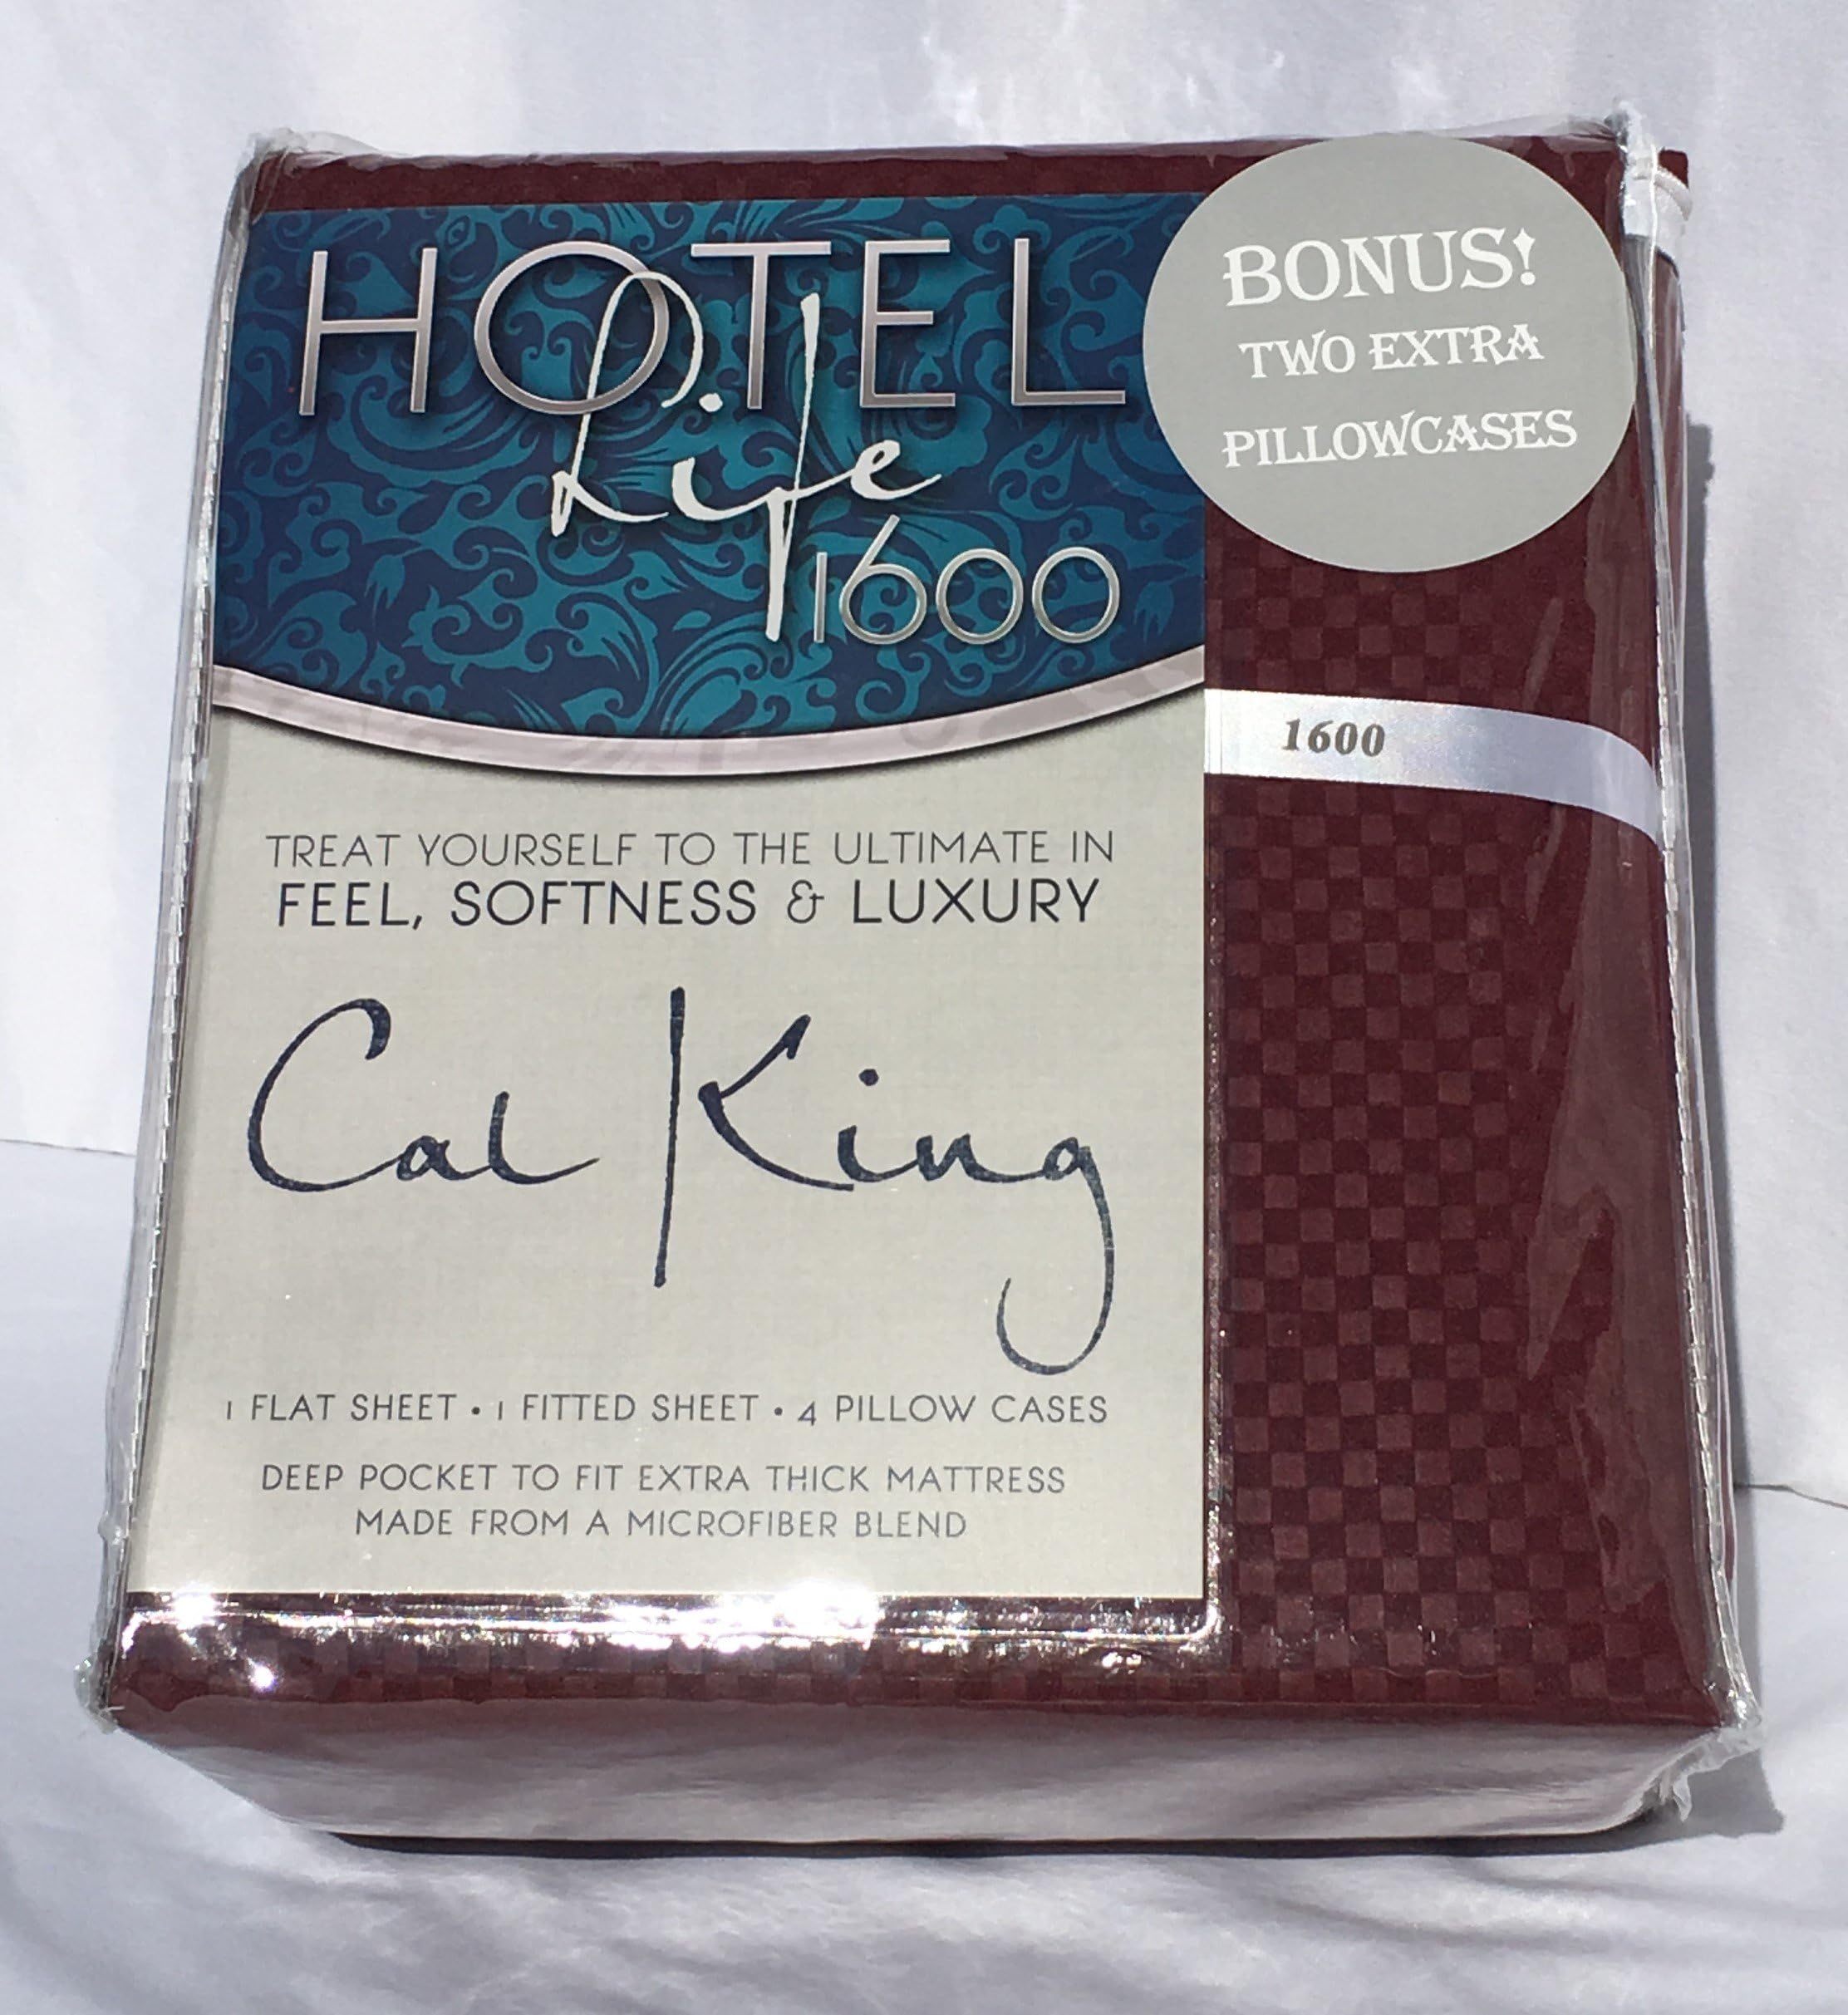 HOTEL
Life
1600
BONUS!
TWO EXTRA
PILLOWCASES
1600
TREAT YOURSELF TO THE ULTIMATE IN
FEEL, SOFTNESS & LUXURY
Cal King
1 FLAT SHEET • 1 FITTED SHEET • 4 PILLOW CASES
DEEP POCKET TO FIT EXTRA THICK MATTRESS
MADE FROM A MICROFIBER BLEND